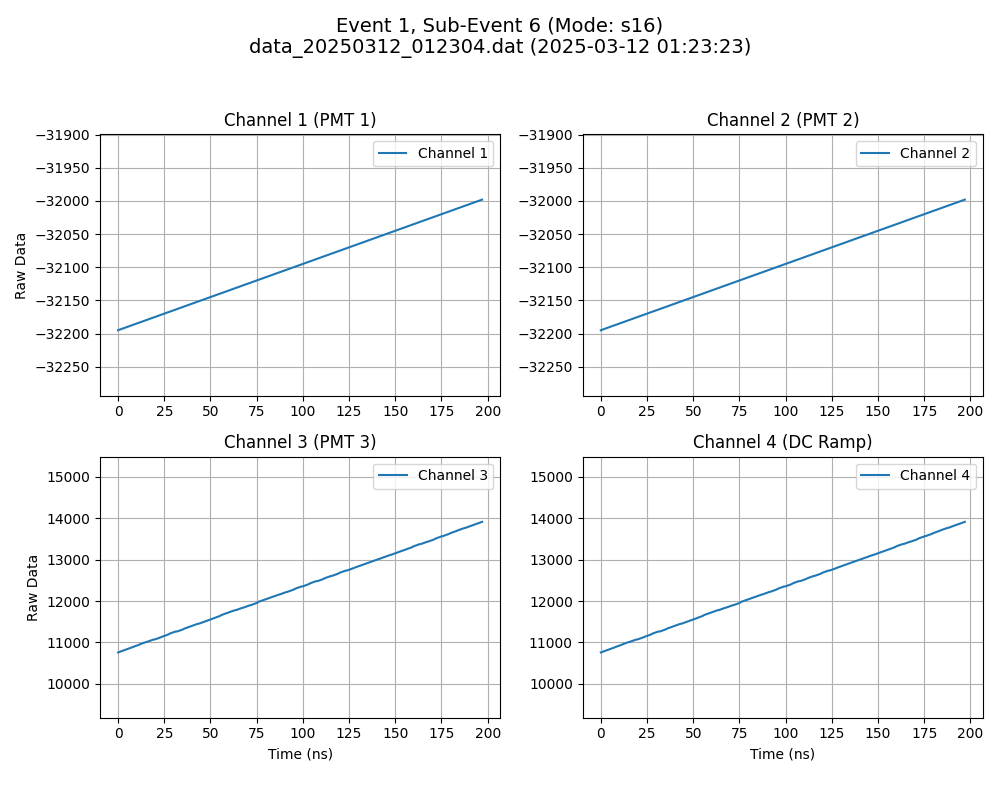 Event 1, Sub-Event 6 (Mode: s16)
data_20250312_012304.dat (2025-03-12 01:23:23)
Channel 1 (PMT 1)
Channel 1
Raw Data
−31900
−31950
−32000
−32050
−32100
−32150
−32200
−32250
0 25 50 75 100 125 150 175 200
Channel 2 (PMT 2)
Channel 2
−31900
−31950
−32000
−32050
−32100
−32150
−32200
−32250
0 25 50 75 100 125 150 175 200
Channel 3 (PMT 3)
Channel 3
Raw Data
15000
14000
13000
12000
11000
10000
0 25 50 75 100 125 150 175 200
Time (ns)
Channel 4 (DC Ramp)
Channel 4
15000
14000
13000
12000
11000
10000
0 25 50 75 100 125 150 175 200
Time (ns)